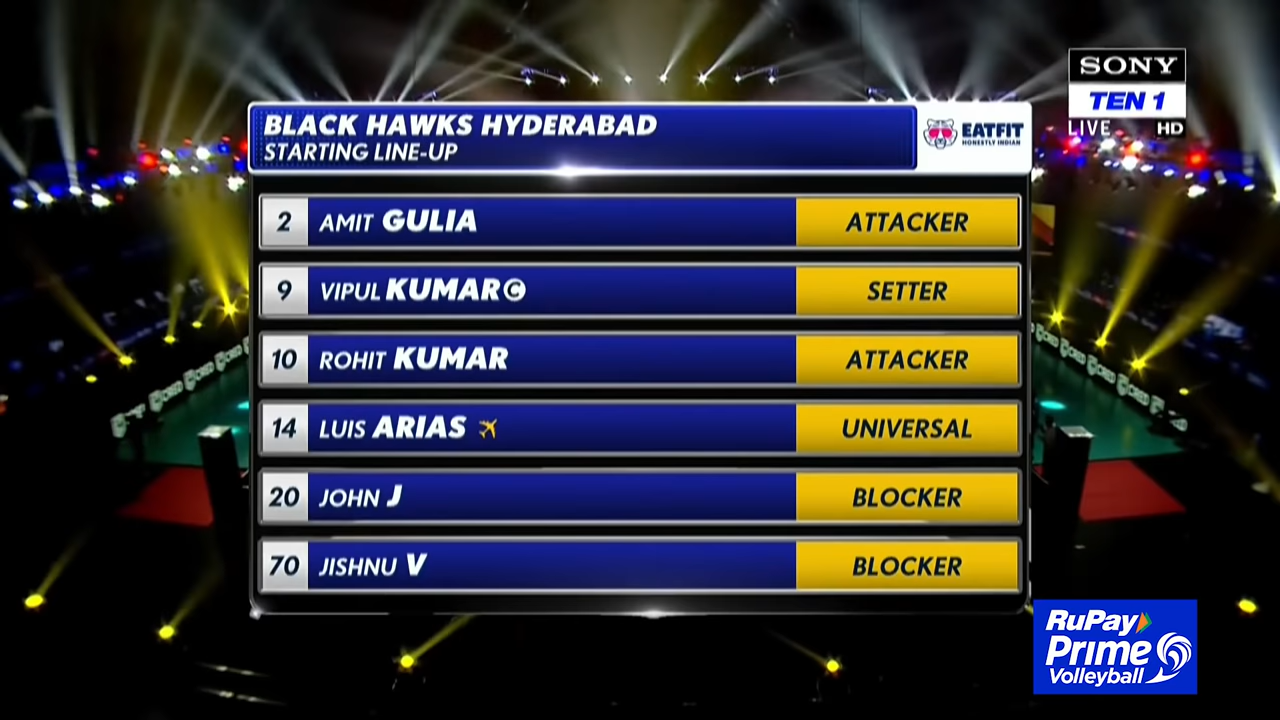 SONY
TEN 1
LIVE HD
BLACK HAWKS HYDERABAD
STARTING LINE-UP
EATFIT
HONESTLY INDIAN
2 AMIT GULIA ATTACKER
9 VIPUL KUMAR C SETTER
10 ROHIT KUMAR ATTACKER
14 LUIS ARIAS UNIVERSAL
20 JOHN J BLOCKER
70 JISHNU V BLOCKER
RuPay
Prime
Volleyball